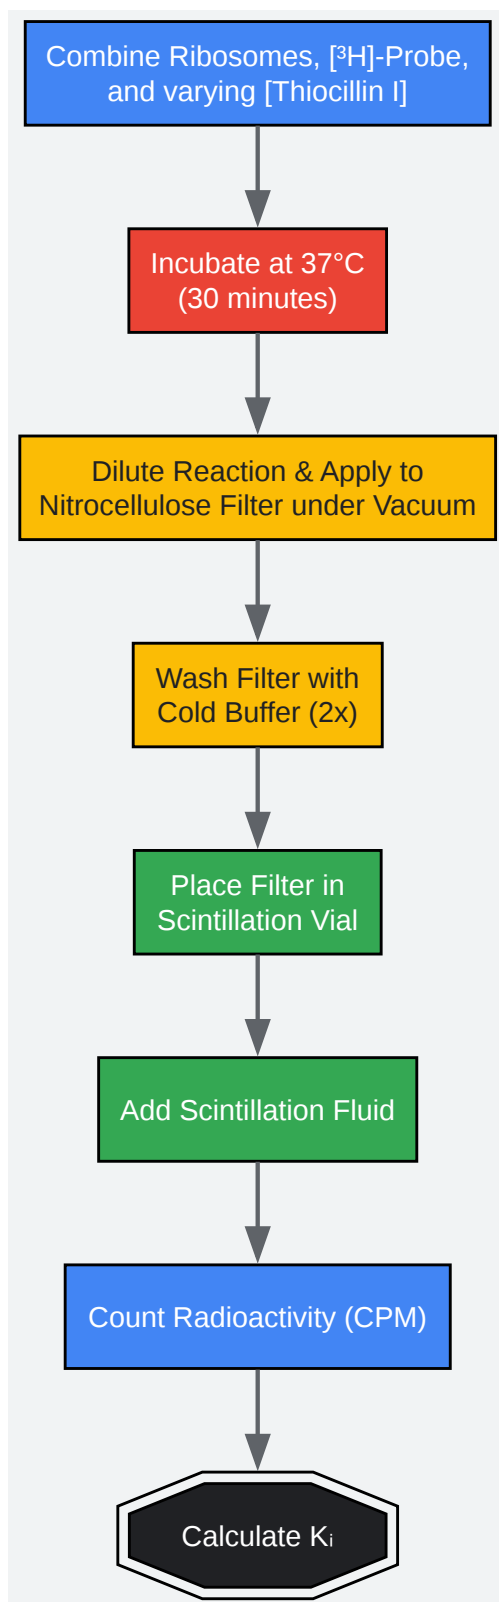 Combine Ribosomes, [³H]-Probe,
and varying [Thiocillin I]
Incubate at 37°C
(30 minutes)
Dilute Reaction & Apply to
Nitrocellulose Filter under Vacuum
Wash Filter with
Cold Buffer (2x)
Place Filter in
Scintillation Vial
Add Scintillation Fluid
Count Radioactivity (CPM)
Calculate Kᵢ